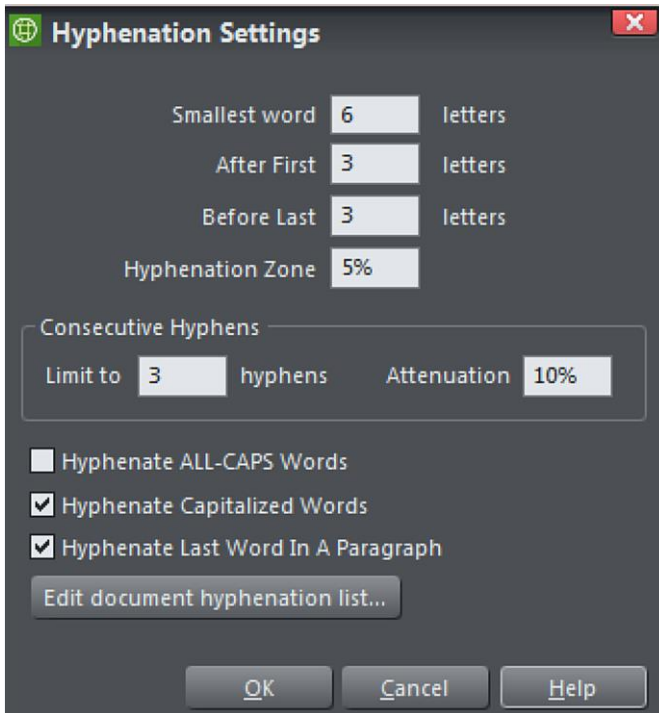 Hyphenation Settings
Smallest word 6 letters
After First 3 letters
Before Last 3 letters
Hyphenation Zone 5%
Consecutive Hyphens
Limit to 3 hyphens Attenuation 10%
Hyphenate ALL-CAPS Words
Hyphenate Capitalized Words
Hyphenate Last Word In A Paragraph
Edit document hyphenation list...
OK Cancel Help